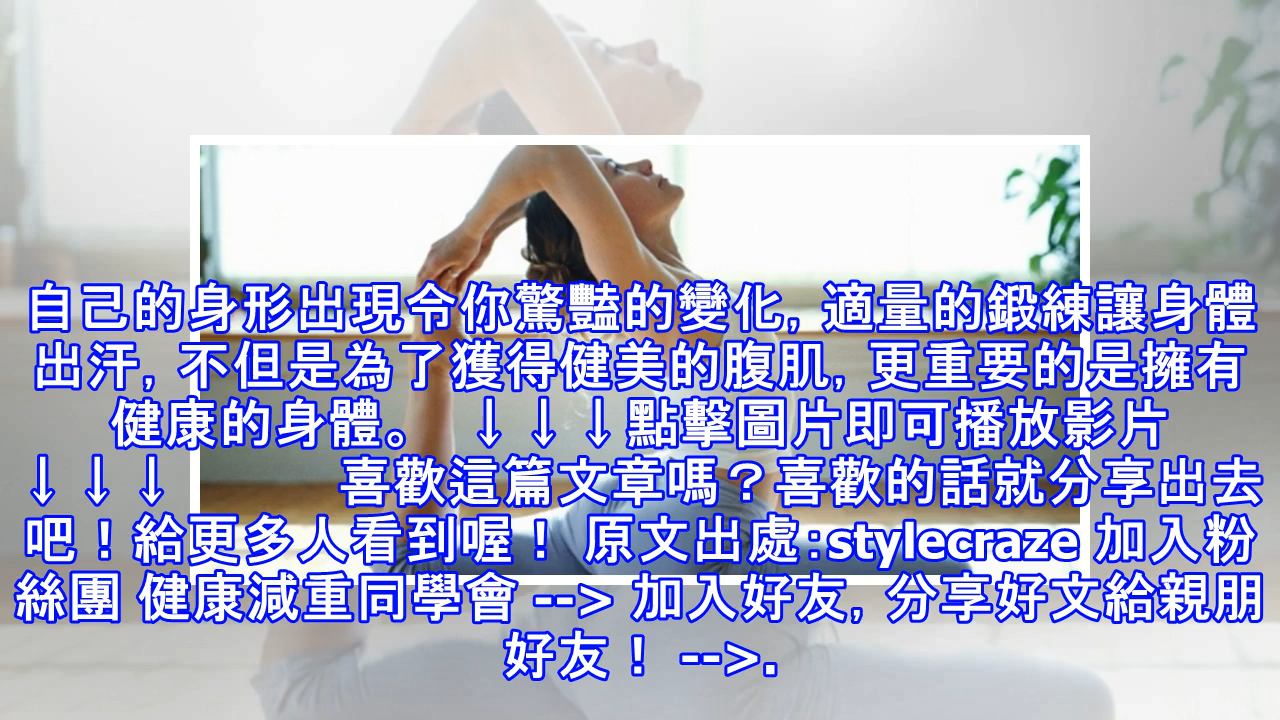 自己的身形出現令你驚豔的變化, 適量的鍛練讓身體
出汗, 不但是為了獲得健美的腹肌, 更重要的是擁有
健康的身體。 ↓↓↓點擊圖片即可播放影片
↓↓↓ 喜歡這篇文章嗎？喜歡的話就分享出去
吧！給更多人看到喔！ 原文出處:stylecraze 加入粉
絲團 健康減重同學會 --> 加入好友, 分享好文給親朋
好友！ -->.